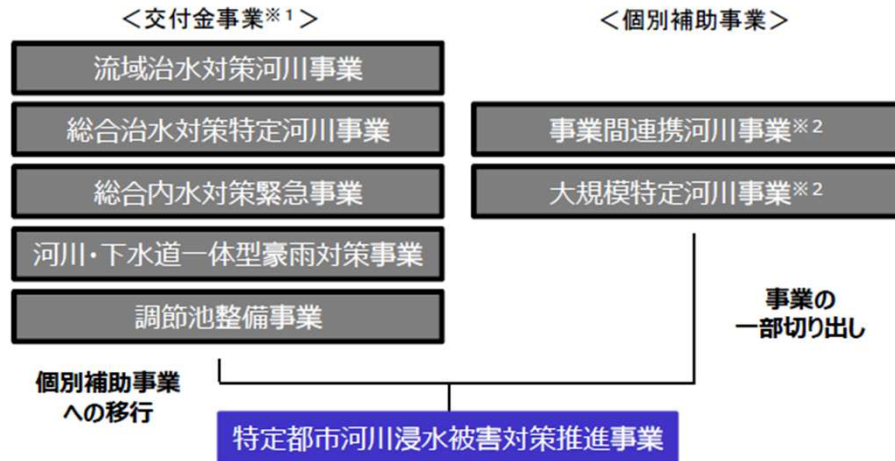 ＜交付金事業※1＞
流域治水対策河川事業
総合治水対策特定河川事業
総合内水対策緊急事業
河川・下水道一体型豪雨対策事業
調節池整備事業
＜個別補助事業＞
事業間連携河川事業※2
大規模特定河川事業※2
個別補助事業
への移行
事業の
一部切り出し
特定都市河川浸水被害対策推進事業